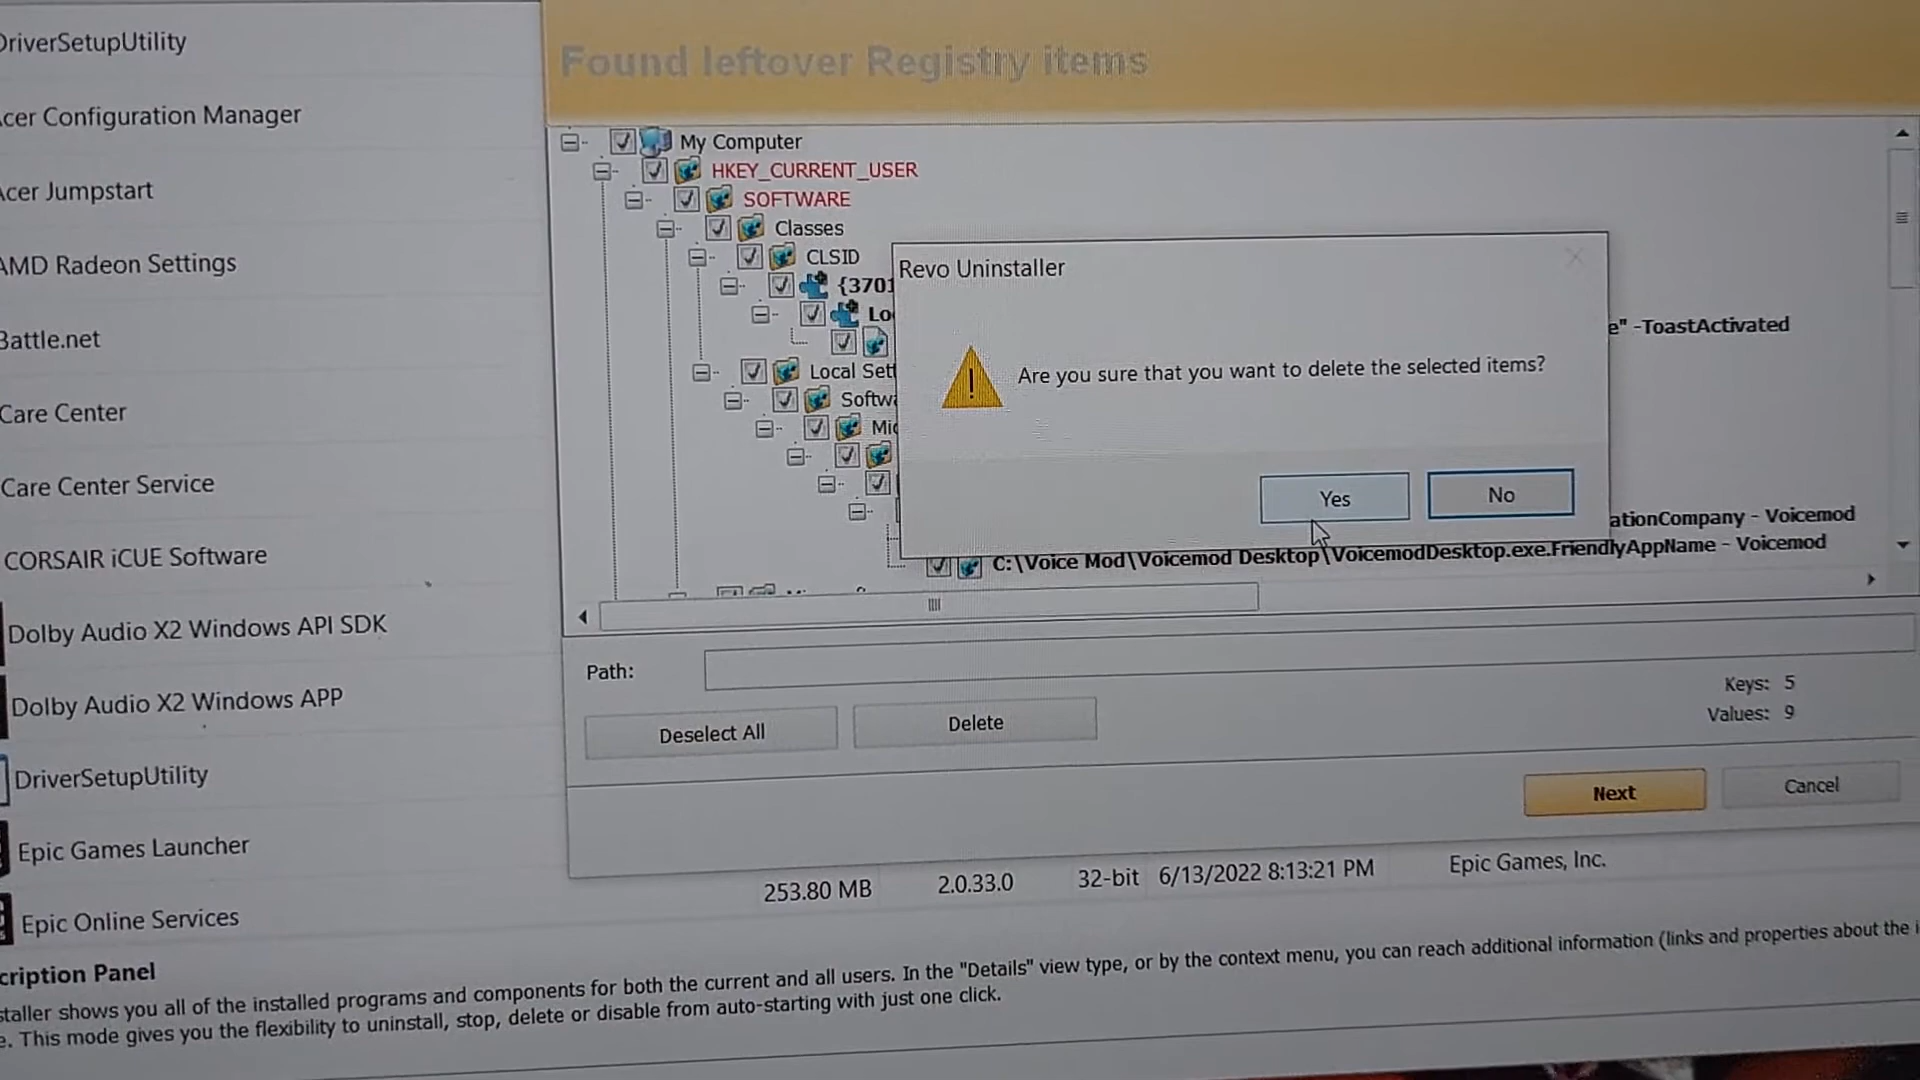 DriverSetupUtility
Acer Configuration Manager
Acer Jumpstart
AMD Radeon Settings
Battle.net
Care Center
Care Center Service
CORSAIR iCUE Software
Dolby Audio X2 Windows API SDK
Dolby Audio X2 Windows APP
DriverSetupUtility
Epic Games Launcher
Epic Online Services
Found leftover Registry items
My Computer
HKEY_CURRENT_USER
SOFTWARE
Classes
CLSID
{3701
Lo
Local Sett
Softwa
Mic
e" -ToastActivated
ationCompany - Voicemod
C:\Voice Mod\Voicemod Desktop\VoicemodDesktop.exe.FriendlyAppName - Voicemod
Revo Uninstaller
Are you sure that you want to delete the selected items?
Yes
No
Path:
Keys: 5
Values: 9
Deselect All
Delete
Next
Cancel
253.80 MB 2.0.33.0 32-bit 6/13/2022 8:13:21 PM Epic Games, Inc.
cription Panel
staller shows you all of the installed programs and components for both the current and all users. In the "Details" view type, or by the context menu, you can reach additional information (links and properties about the i
e. This mode gives you the flexibility to uninstall, stop, delete or disable from auto-starting with just one click.